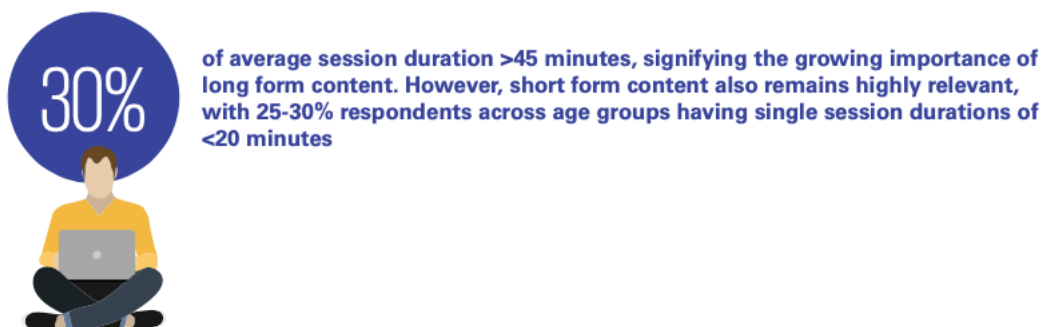 30%
of average session duration >45 minutes, signifying the growing importance of
long form content. However, short form content also remains highly relevant,
with 25-30% respondents across age groups having single session durations of
<20 minutes